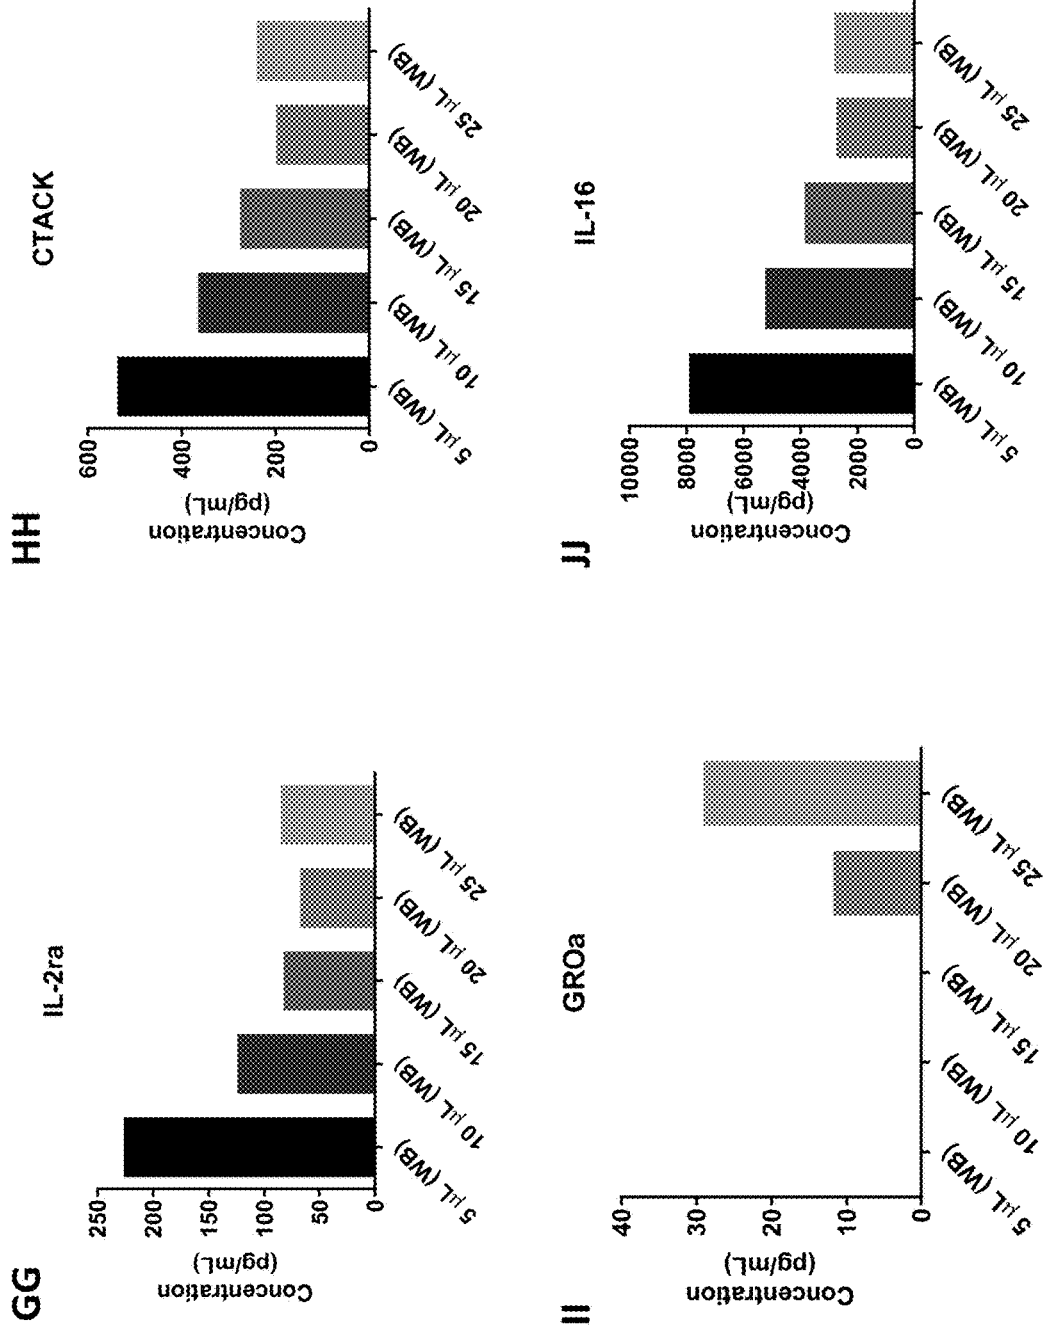 GG
IL-2ra
Concentration
(pg/mL)
250
200
150
100
50
0
5 µL (WB)
10 µL (WB)
15 µL (WB)
20 µL (WB)
25 µL (WB)
HH
CTACK
Concentration
(pg/mL)
600
400
200
0
5 µL (WB)
10 µL (WB)
15 µL (WB)
20 µL (WB)
25 µL (WB)
II
GROa
Concentration
(pg/mL)
40
30
20
10
0
5 µL (WB)
10 µL (WB)
15 µL (WB)
20 µL (WB)
25 µL (WB)
JJ
IL-16
Concentration
(pg/mL)
10000
8000
6000
4000
2000
0
5 µL (WB)
10 µL (WB)
15 µL (WB)
20 µL (WB)
25 µL (WB)